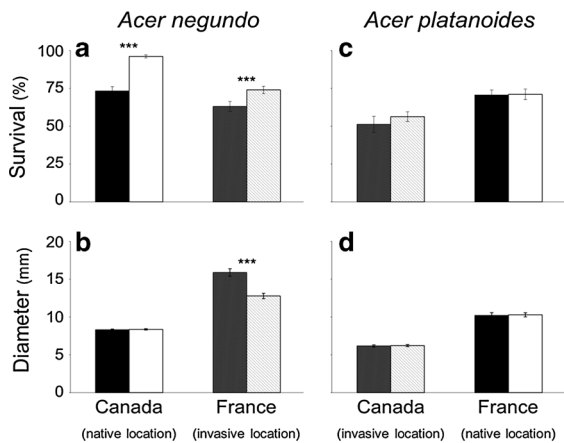 Acer negundo
Acer platanoides
a
c
***
***
Survival (%)
100
75
50
25
0
b
d
***
Diameter (mm)
20
15
10
5
0
Canada
France
Canada
France
(native location)
(invasive location)
(invasive location)
(native location)